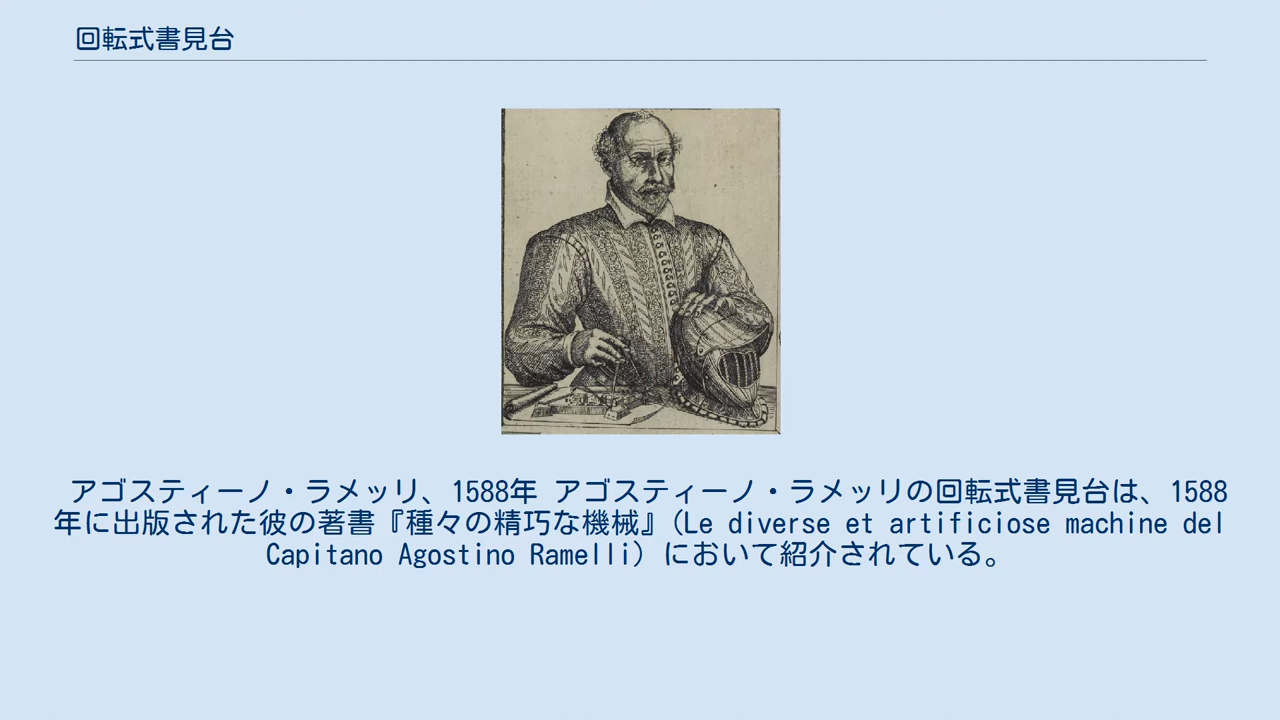 回転式書見台
アゴスティーノ・ラメッリ、1588年 アゴスティーノ・ラメッリの回転式書見台は、1588
年に出版された彼の著書『種々の精巧な機械』(Le diverse et artificiose machine del
Capitano Agostino Ramelli) において紹介されている。